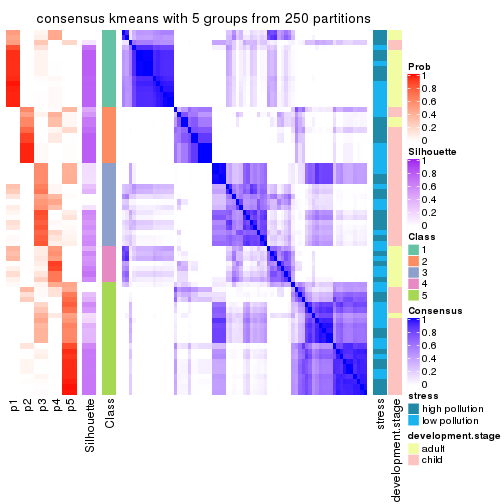 consensus kmeans with 5 groups from 250 partitions
p1
p2
p3
p4
p5
Silhouette
Class
stress
development.stage
Prob
1
0.8
0.6
0.4
0.2
0
Silhouette
1
0.8
0.6
0.4
0.2
0
Class
1
2
3
4
5
Consensus
1
0.8
0.6
0.4
0.2
0
stress
high pollution
low pollution
development.stage
adult
child